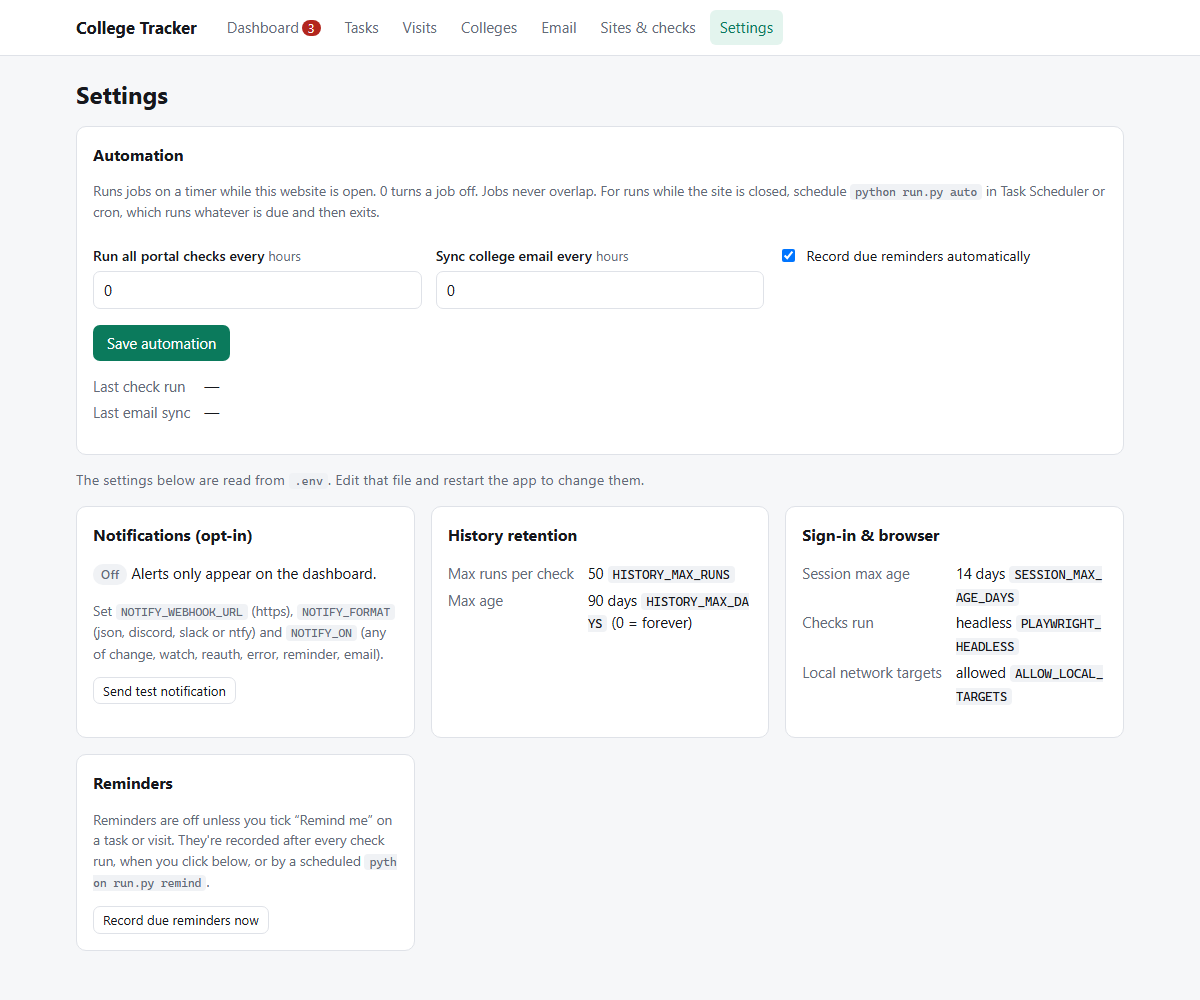 College Tracker Dashboard 3 Tasks Visits Colleges Email Sites & checks Settings
Settings
Automation
Runs jobs on a timer while this website is open. 0 turns a job off. Jobs never overlap. For runs while the site is closed, schedule python run.py auto in Task Scheduler or
cron, which runs whatever is due and then exits.
Run all portal checks every hours
0
Sync college email every hours
0
Record due reminders automatically
Save automation
Last check run —
Last email sync —
The settings below are read from .env. Edit that file and restart the app to change them.
Notifications (opt-in)
Off Alerts only appear on the dashboard.
Set NOTIFY_WEBHOOK_URL (https), NOTIFY_FORMAT
(json, discord, slack or ntfy) and NOTIFY_ON (any
of change, watch, reauth, error, reminder, email).
Send test notification
History retention
Max runs per check 50 HISTORY_MAX_RUNS
Max age 90 days HISTORY_MAX_DA
YS (0 = forever)
Sign-in & browser
Session max age 14 days SESSION_MAX_
AGE_DAYS
Checks run headless PLAYWRIGHT_
HEADLESS
Local network targets allowed ALLOW_LOCAL_
TARGETS
Reminders
Reminders are off unless you tick “Remind me” on
a task or visit. They're recorded after every check
run, when you click below, or by a scheduled pyth
on run.py remind.
Record due reminders now